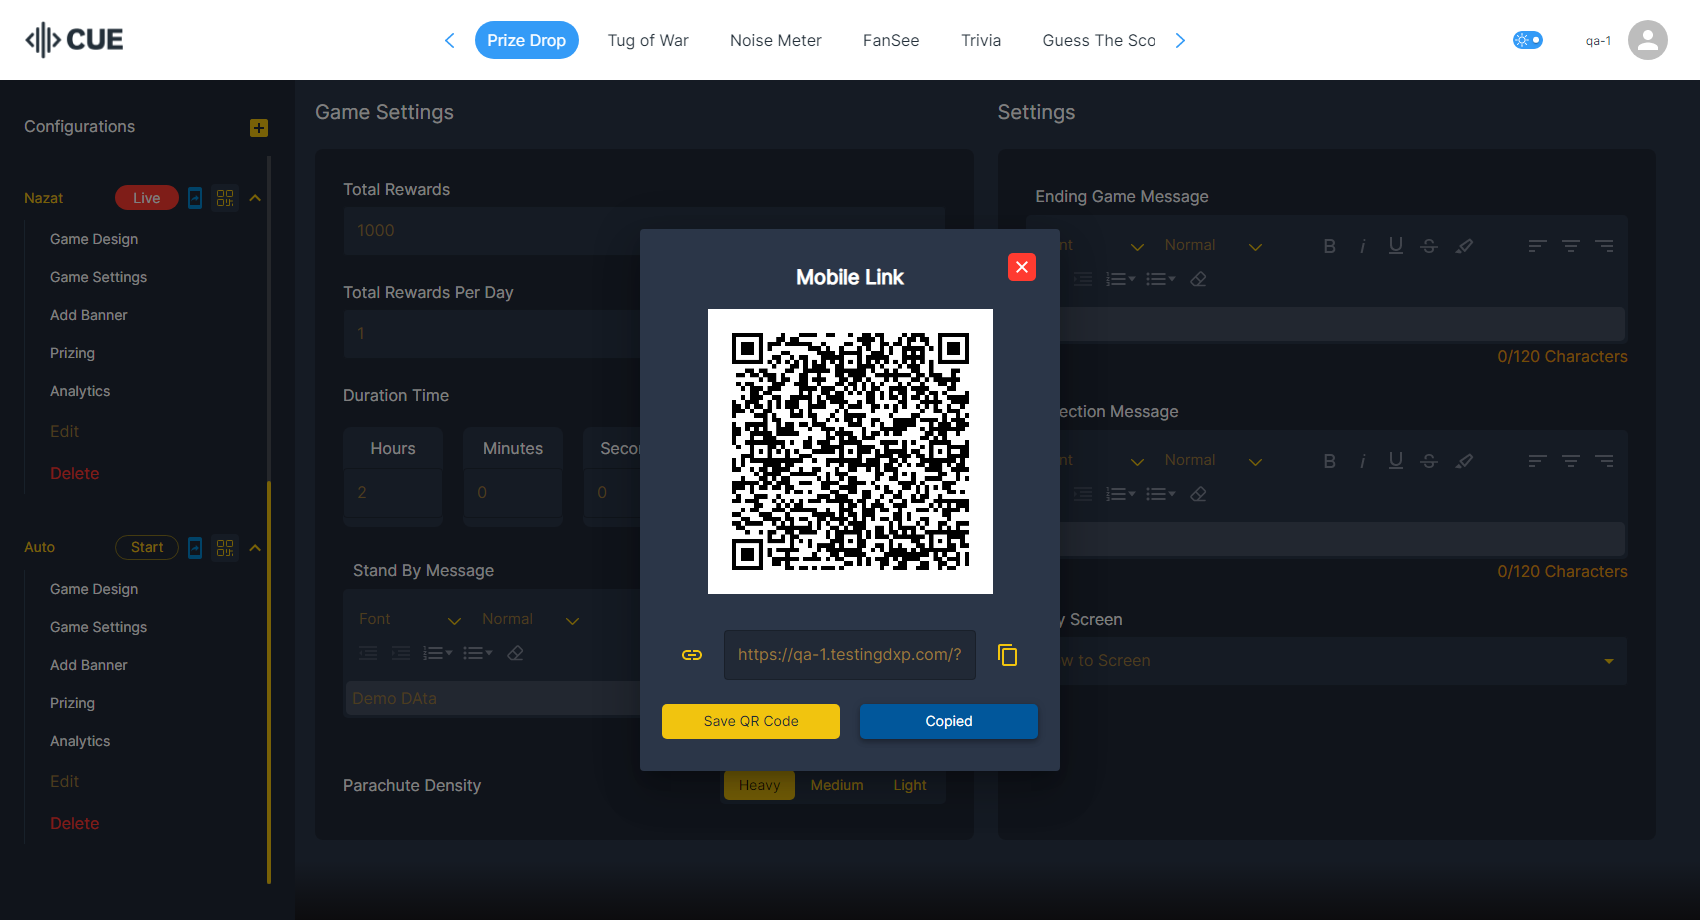 CUE
Prize Drop
Tug of War
Noise Meter
FanSee
Trivia
Guess The Sco
qa-1
Configurations
Nazat
Live
Game Design
Game Settings
Add Banner
Prizing
Analytics
Edit
Delete
Auto
Start
Game Design
Game Settings
Add Banner
Prizing
Analytics
Edit
Delete
Game Settings
Total Rewards
1000
Total Rewards Per Day
1
Duration Time
Hours
Minutes
Secon
2
0
0
Stand By Message
Font
Normal
Demo DAta
Parachute Density
Heavy
Medium
Light
Mobile Link
https://qa-1.testingdxp.com/?
Save QR Code
Copied
Settings
Ending Game Message
nt
Normal
0/120 Characters
ection Message
nt
Normal
0/120 Characters
y Screen
w to Screen